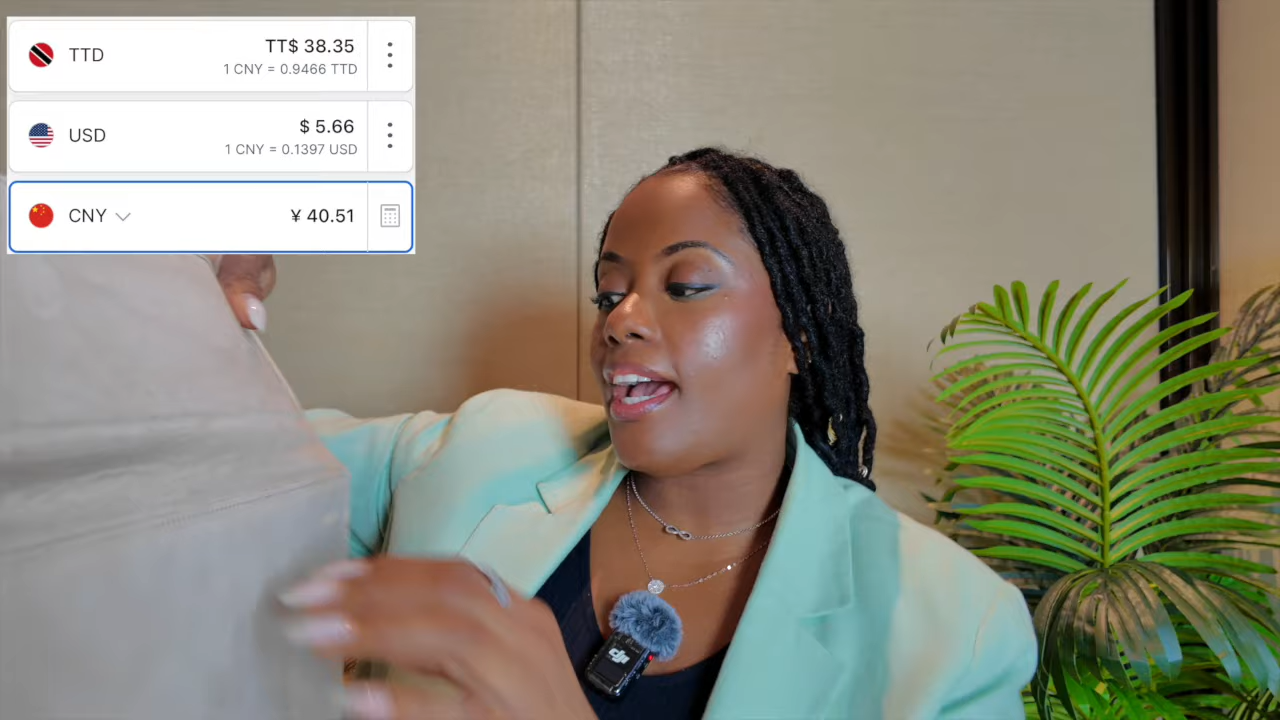 TTD
TT$ 38.35
1 CNY = 0.9466 TTD
USD
$ 5.66
1 CNY = 0.1397 USD
CNY
¥ 40.51
dji